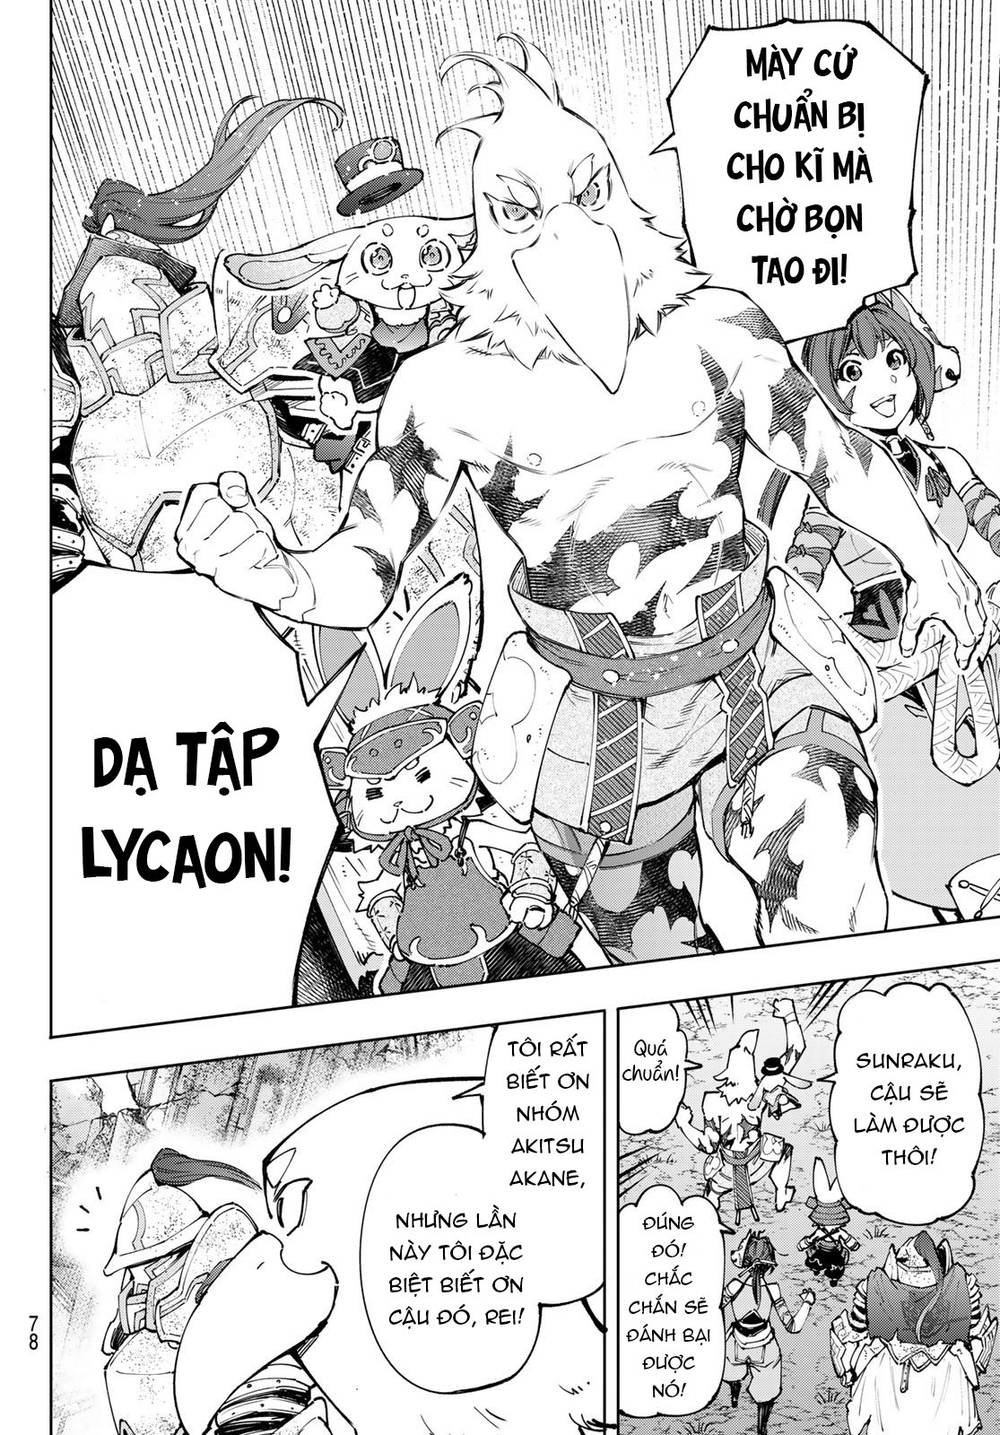 MÀY CỨ
CHUẨN BỊ
CHO KĨ MÀ
CHỜ BỌN
TAO ĐI!
DẠ TẬP
LYCAON!
SUNRAKU,
CẬU SẼ
LÀM ĐƯỢC
THÔI!
Quá
chuẩn!
ĐÚNG
ĐÓ!
CHẮC
CHẮN SẼ
ĐÁNH BẠI
ĐƯỢC
NÓ!
TÔI RẤT
BIẾT ƠN
NHÓM
AKITSU
AKANE,
NHƯNG LẦN
NÀY TÔI ĐẶC
BIỆT BIẾT ƠN
CẬU ĐÓ, REI!
78